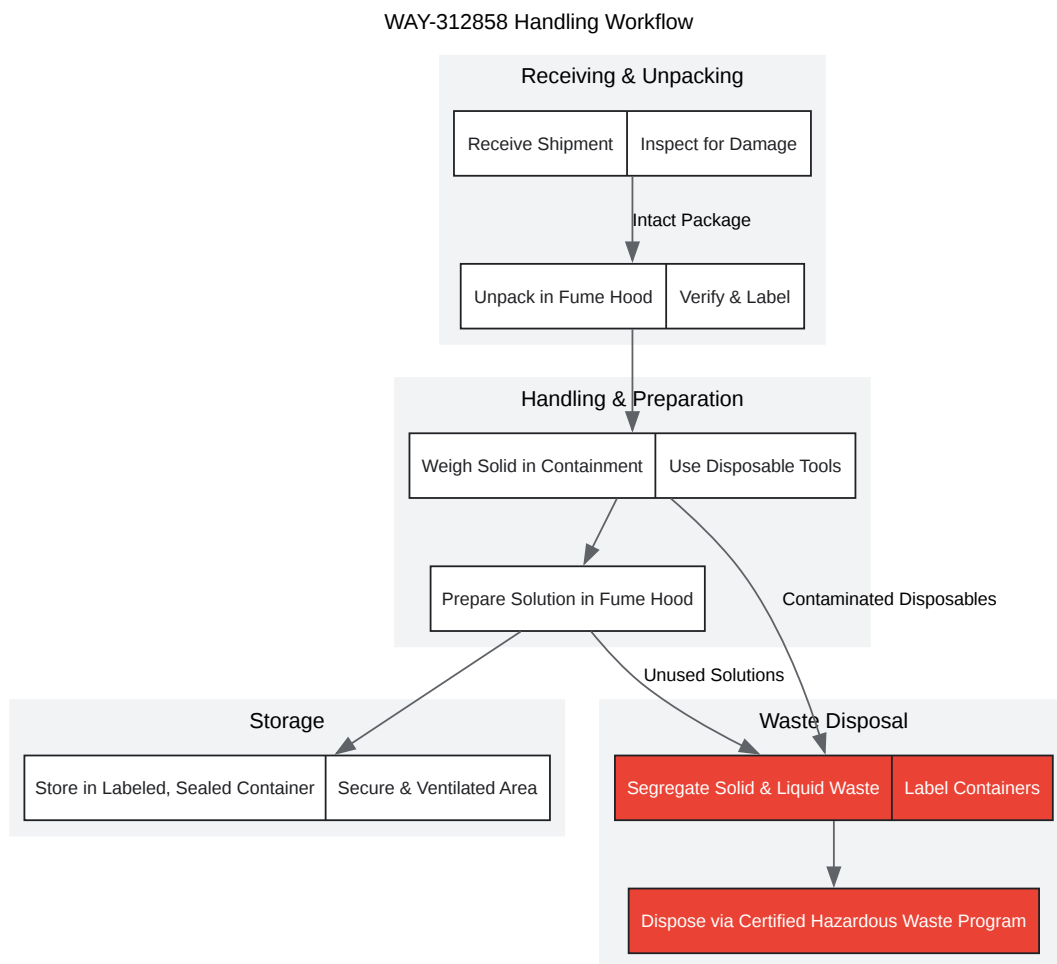 WAY-312858 Handling Workflow
Receiving & Unpacking
Receive Shipment
Inspect for Damage
Intact Package
Unpack in Fume Hood
Verify & Label
Handling & Preparation
Weigh Solid in Containment
Use Disposable Tools
Prepare Solution in Fume Hood
Contaminated Disposables
Unused Solutions
Storage
Store in Labeled, Sealed Container
Secure & Ventilated Area
Waste Disposal
Segregate Solid & Liquid Waste
Label Containers
Dispose via Certified Hazardous Waste Program